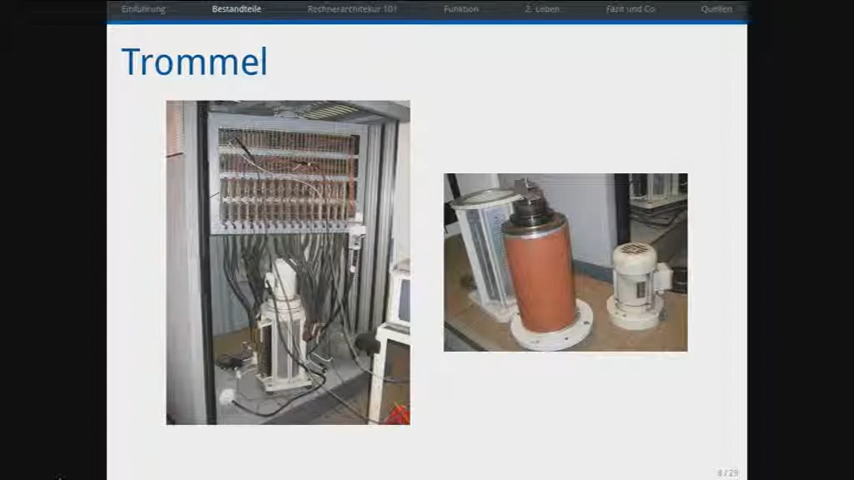 Einführung
Bestandteile
Rechnerarchitektur 101
Funktion
2. Leben
Fazit und Co
Quellen
Trommel
8 / 29